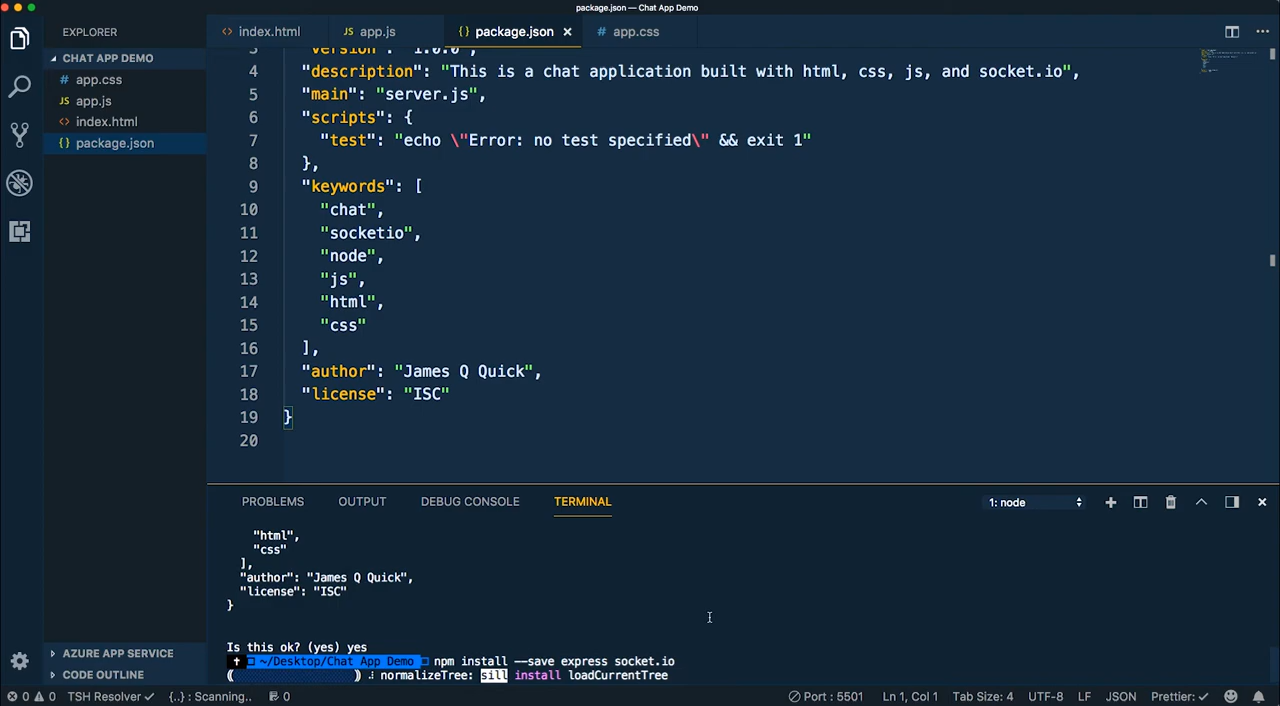 package.json — Chat App Demo
EXPLORER
index.html
app.js
package.json
app.css
CHAT APP DEMO
app.css
JS app.js
index.html
{} package.json
AZURE APP SERVICE
CODE OUTLINE
3 "version": "1.0.0",
4 "description": "This is a chat application built with html, css, js, and socket.io",
5 "main": "server.js",
6 "scripts": {
7 "test": "echo \"Error: no test specified\" && exit 1"
8 },
9 "keywords": [
10 "chat",
11 "socketio",
12 "node",
13 "js",
14 "html",
15 "css"
16 ],
17 "author": "James Q Quick",
18 "license": "ISC"
19 }
20
PROBLEMS OUTPUT DEBUG CONSOLE TERMINAL 1: node
"html",
"css"
],
"author": "James Q Quick",
"license": "ISC"
}
Is this ok? (yes) yes
~/Desktop/Chat App Demo npm install --save express socket.io
normalizeTree: sill install loadCurrentTree
0 0 TSH Resolver {..} : Scanning.. 0 Port : 5501 Ln 1, Col 1 Tab Size: 4 UTF-8 LF JSON Prettier: